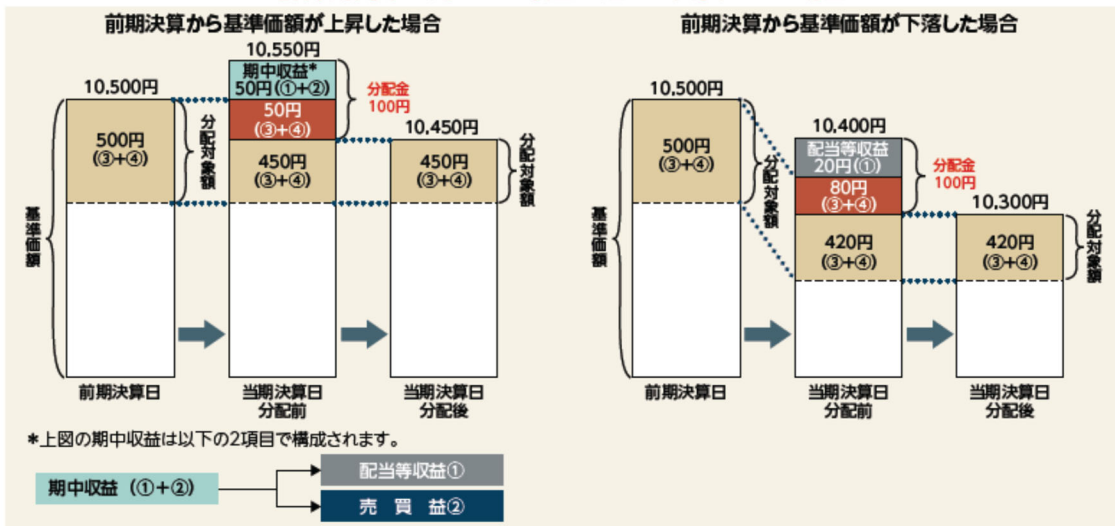 前期決算から基準価額が上昇した場合
10,550円
期中収益*
50円(①+②)
10,500円
分配金
100円
50円
(③+④)
500円
(③+④)
分配対象額
10,450円
450円
(③+④)
450円
(③+④)
分配対象額
基準価額
前期決算日
当期決算日
分配前
当期決算日
分配後
前期決算から基準価額が下落した場合
10,500円
500円
(③+④)
分配対象額
10,400円
配当等収益
20円(①)
分配金
100円
80円
(③+④)
10,300円
420円
(③+④)
420円
(③+④)
分配対象額
基準価額
前期決算日
当期決算日
分配前
当期決算日
分配後
*上図の期中収益は以下の2項目で構成されます。
期中収益(①+②)
配当等収益①
売 買 益②